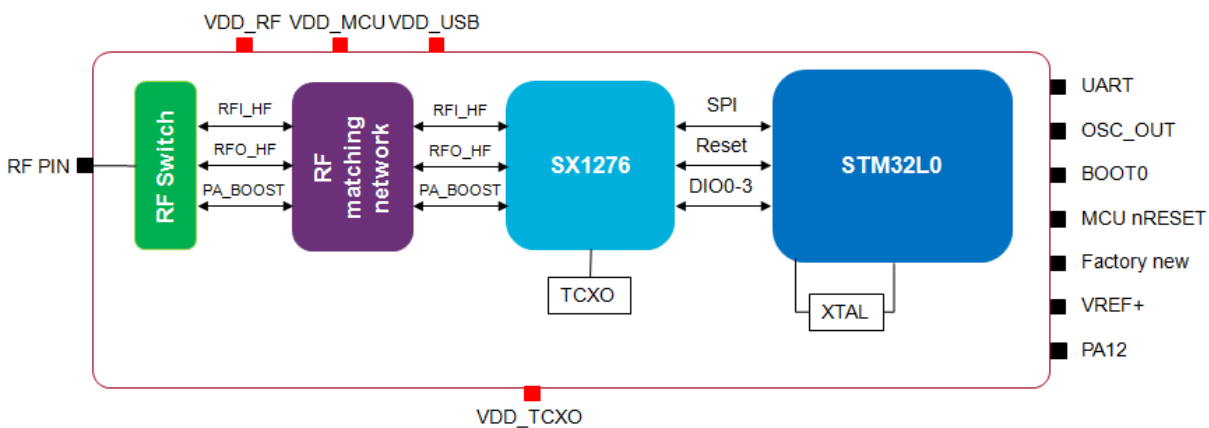 VDD_RF VDD_MCU VDD_USB
RF PIN
RF Switch
RFI_HF
RFO_HF
PA_BOOST
RF
matching
network
RFI_HF
RFO_HF
PA_BOOST
SX1276
TCXO
SPI
Reset
DIO0-3
STM32L0
XTAL
UART
OSC_OUT
BOOT0
MCU nRESET
Factory new
VREF+
PA12
VDD_TCXO